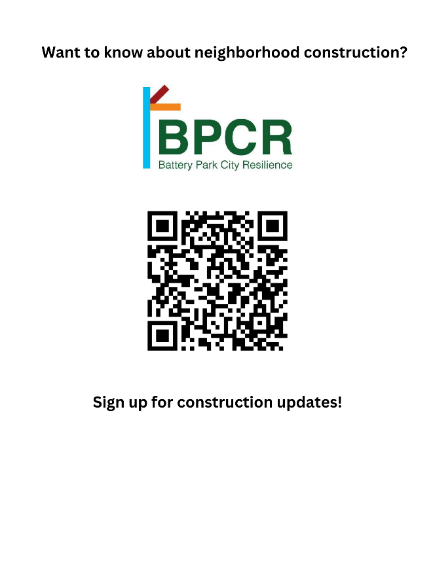 Want to know about neighborhood construction?
BPCR
Battery Park City Resilience
Sign up for construction updates!